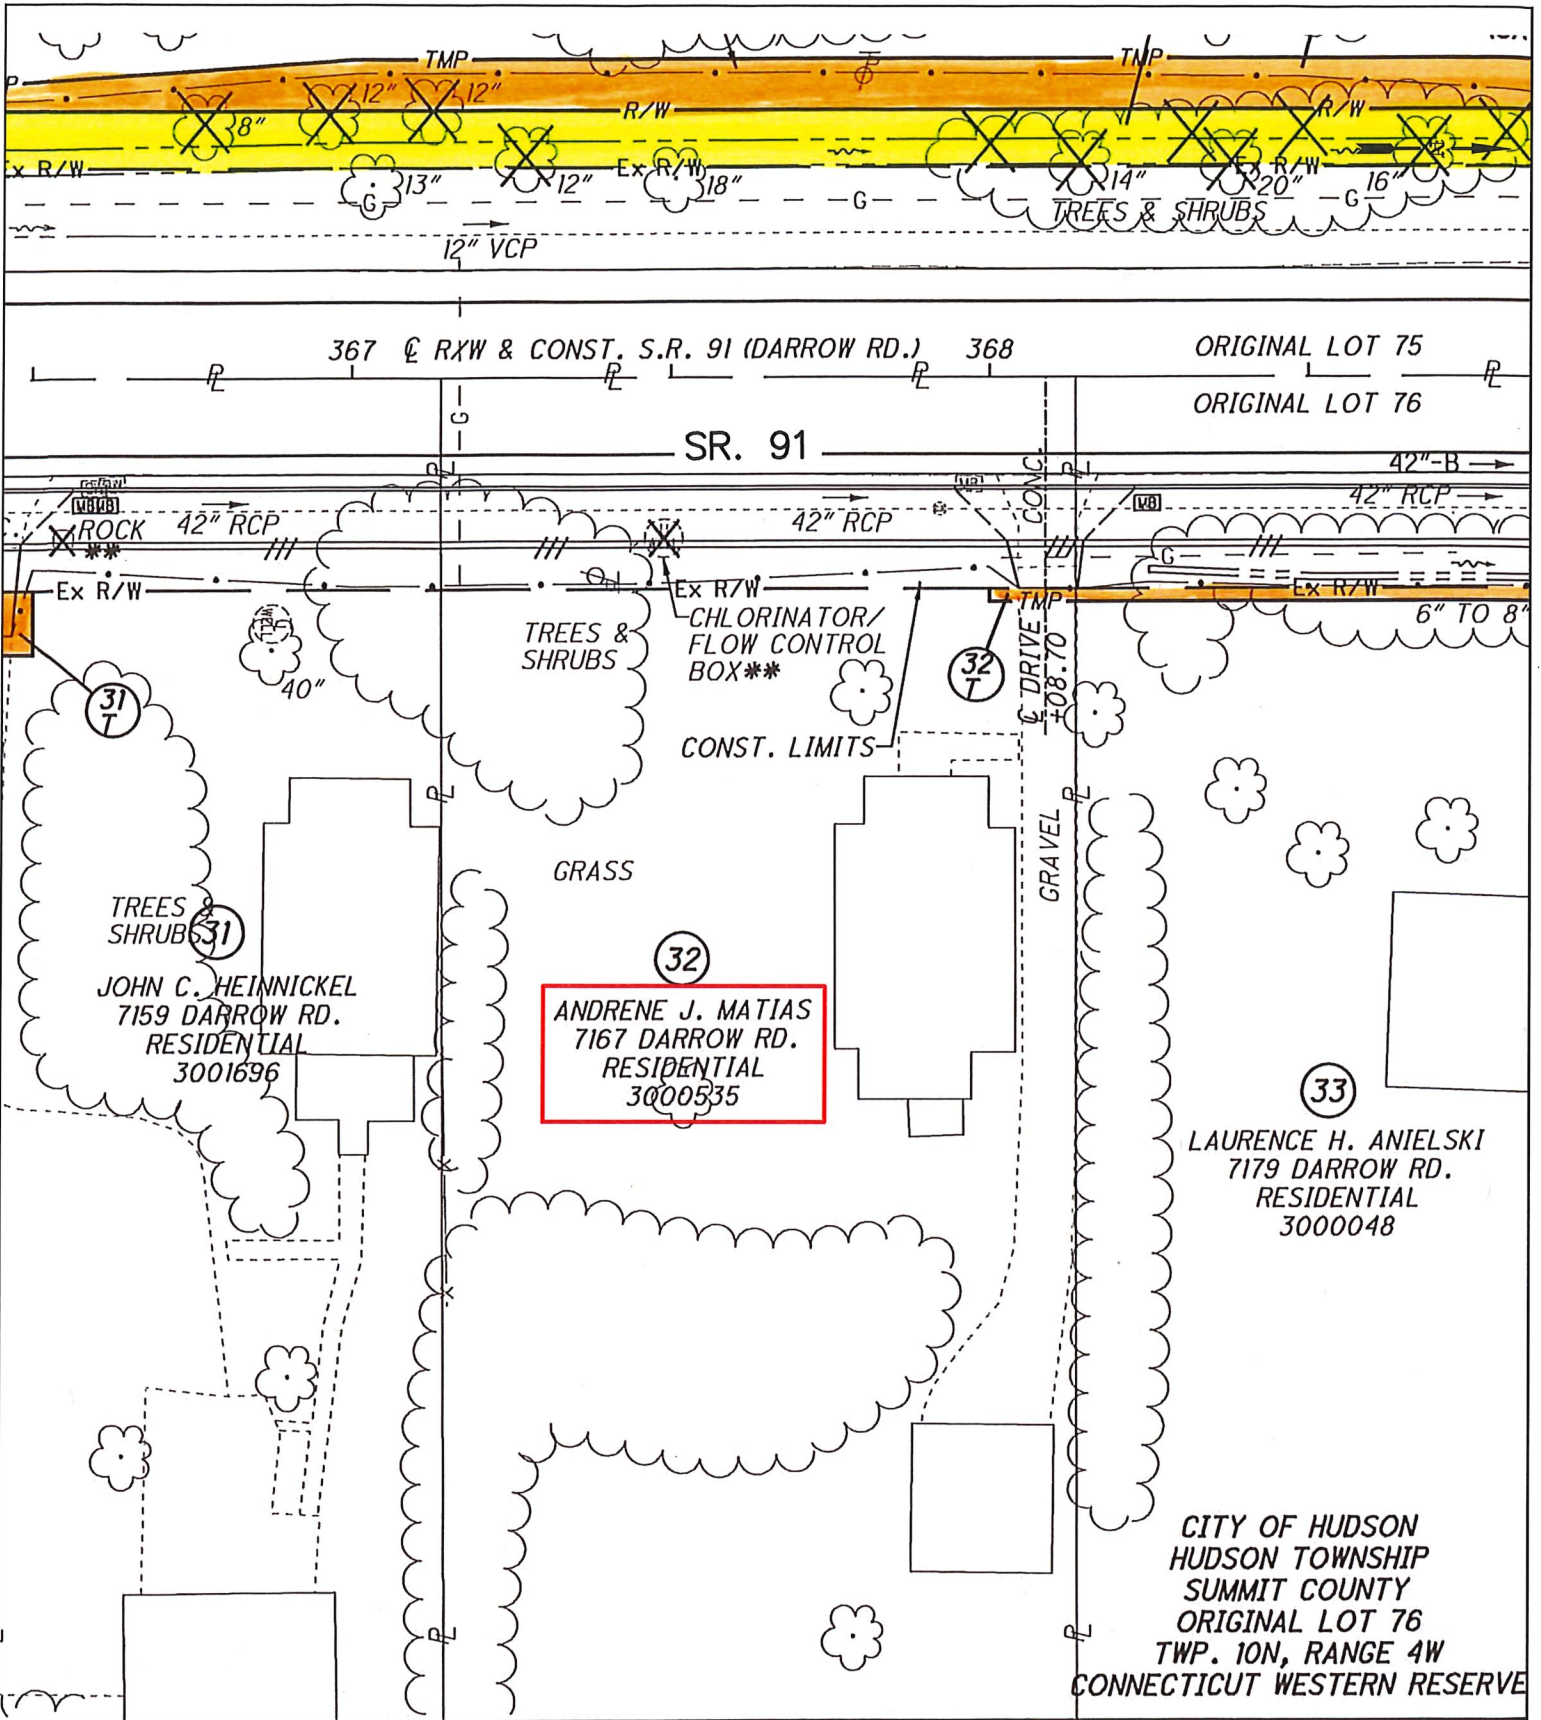 TMP
TMP
12"
12"
R/W
R/W
8"
Ex R/W
13"
12"
Ex R/W
18"
14"
Ex R/W
20"
16"
G
G
G
TREES & SHRUBS
12" VCP
367 ℄ R/W & CONST. S.R. 91 (DARROW RD.) 368
ORIGINAL LOT 75
ORIGINAL LOT 76
G
SR. 91
42"-B
42" RCP
42" RCP
42" RCP
WB
ROCK
**
CONC.
G
Ex R/W
Ex R/W
Ex R/W
TMP
6" TO 8"
CHLORINATOR/
FLOW CONTROL
BOX**
TREES &
SHRUBS
40"
31
T
32
T
℄ DRIVE
+08.70
CONST. LIMITS
GRAVEL
GRASS
TREES &
SHRUBS
31
JOHN C. HEINNICKEL
7159 DARROW RD.
RESIDENTIAL
3001696
32
ANDRENE J. MATIAS
7167 DARROW RD.
RESIDENTIAL
3000535
33
LAURENCE H. ANIELSKI
7179 DARROW RD.
RESIDENTIAL
3000048
CITY OF HUDSON
HUDSON TOWNSHIP
SUMMIT COUNTY
ORIGINAL LOT 76
TWP. 10N, RANGE 4W
CONNECTICUT WESTERN RESERVE